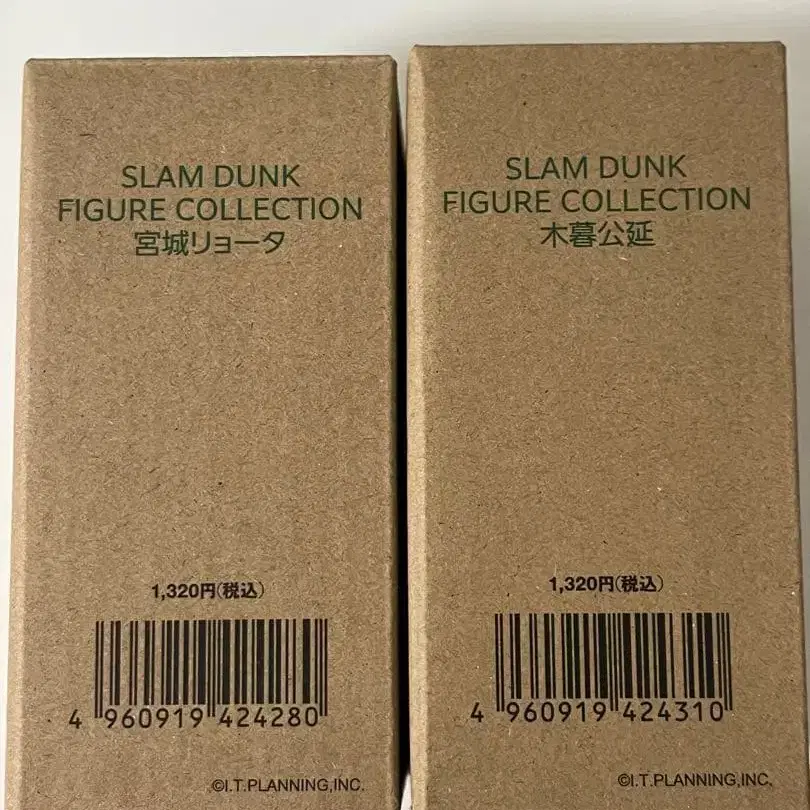 SLAM DUNK
FIGURE COLLECTION
宮城リョータ
1,320円(税込)
4 960919 424280
©I.T.PLANNING,INC.
SLAM DUNK
FIGURE COLLECTION
木暮公延
1,320円(税込)
4 960919 424310
©I.T.PLANNING,INC.